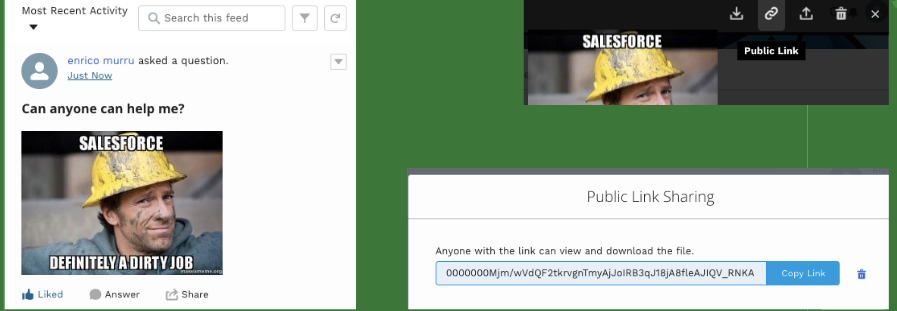 Most Recent Activity
Search this feed
enrico murru asked a question.
Just Now
Can anyone can help me?
SALESFORCE
DEFINITELY A DIRTY JOB
Liked
Answer
Share
SALESFORCE
Public Link
Public Link Sharing
Anyone with the link can view and download the file.
0000000Mjm/wVdQF2tkrvgnTmyAjJoIRB3qJ18jA8fleAJIQV_RNKA
Copy Link